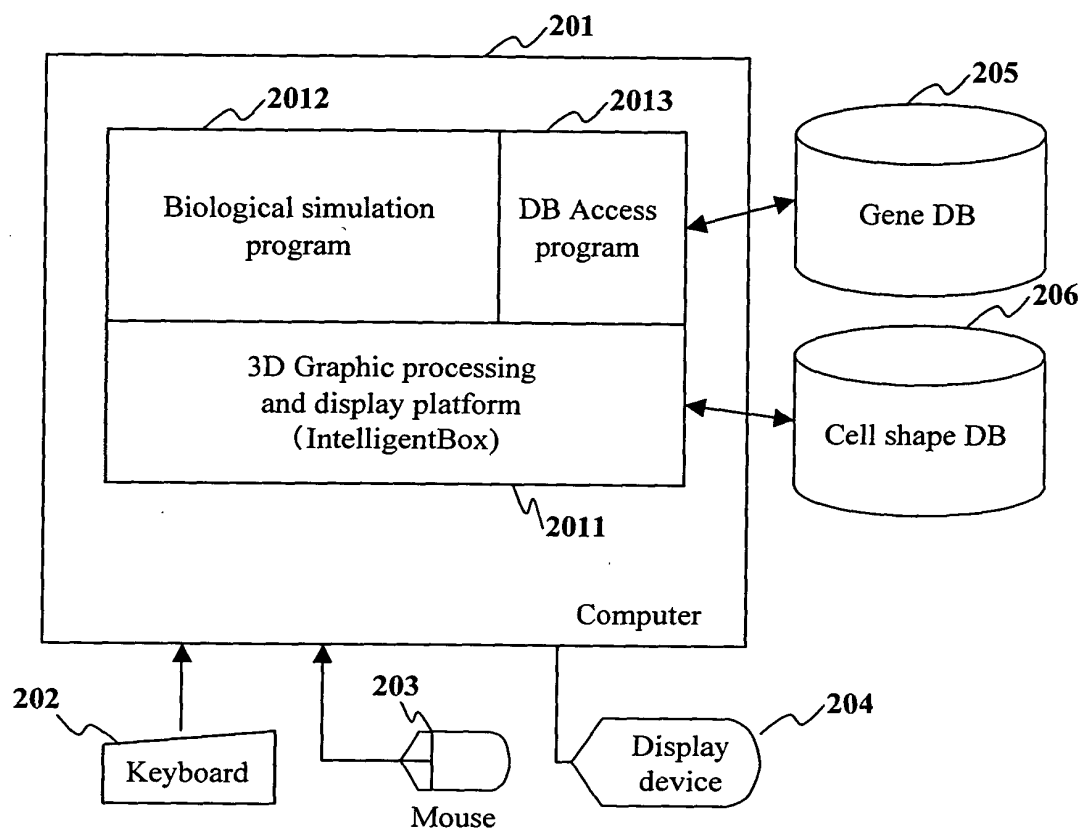 201
2012
2013
205
Biological simulation
program
DB Access
program
Gene DB
206
3D Graphic processing
and display platform
(IntelligentBox)
Cell shape DB
2011
Computer
202
203
204
Keyboard
Mouse
Display
device